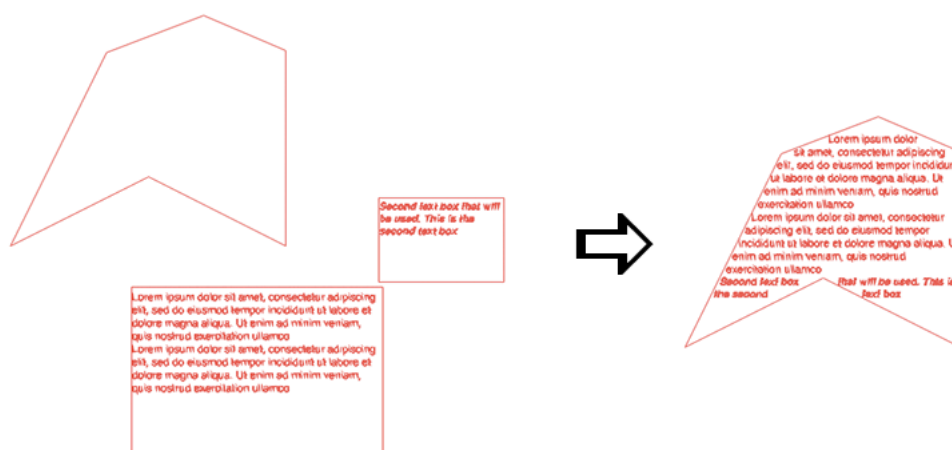 Second text box that will
be used. This is the
second text box
Lorem ipsum dolor sit amet, consectetur adipiscing
elit, sed do eiusmod tempor incididunt ut labore et
dolore magna aliqua. Ut enim ad minim veniam,
quis nostrud exercitation ullamco
Lorem ipsum dolor sit amet, consectetur adipiscing
elit, sed do eiusmod tempor incididunt ut labore et
dolore magna aliqua. Ut enim ad minim veniam,
quis nostrud exercitation ullamco
Lorem ipsum dolor
sit amet, consectetur adipiscing
elit, sed do eiusmod tempor incididun
ut labore et dolore magna aliqua. Ut
enim ad minim veniam, quis nostrud
exercitation ullamco
Lorem ipsum dolor sit amet, consectetur
adipiscing elit, sed do eiusmod tempor
incididunt ut labore et dolore magna aliqua. U
enim ad minim veniam, quis nostrud
exercitation ullamco
Second text box that will be used. This is
the second text box